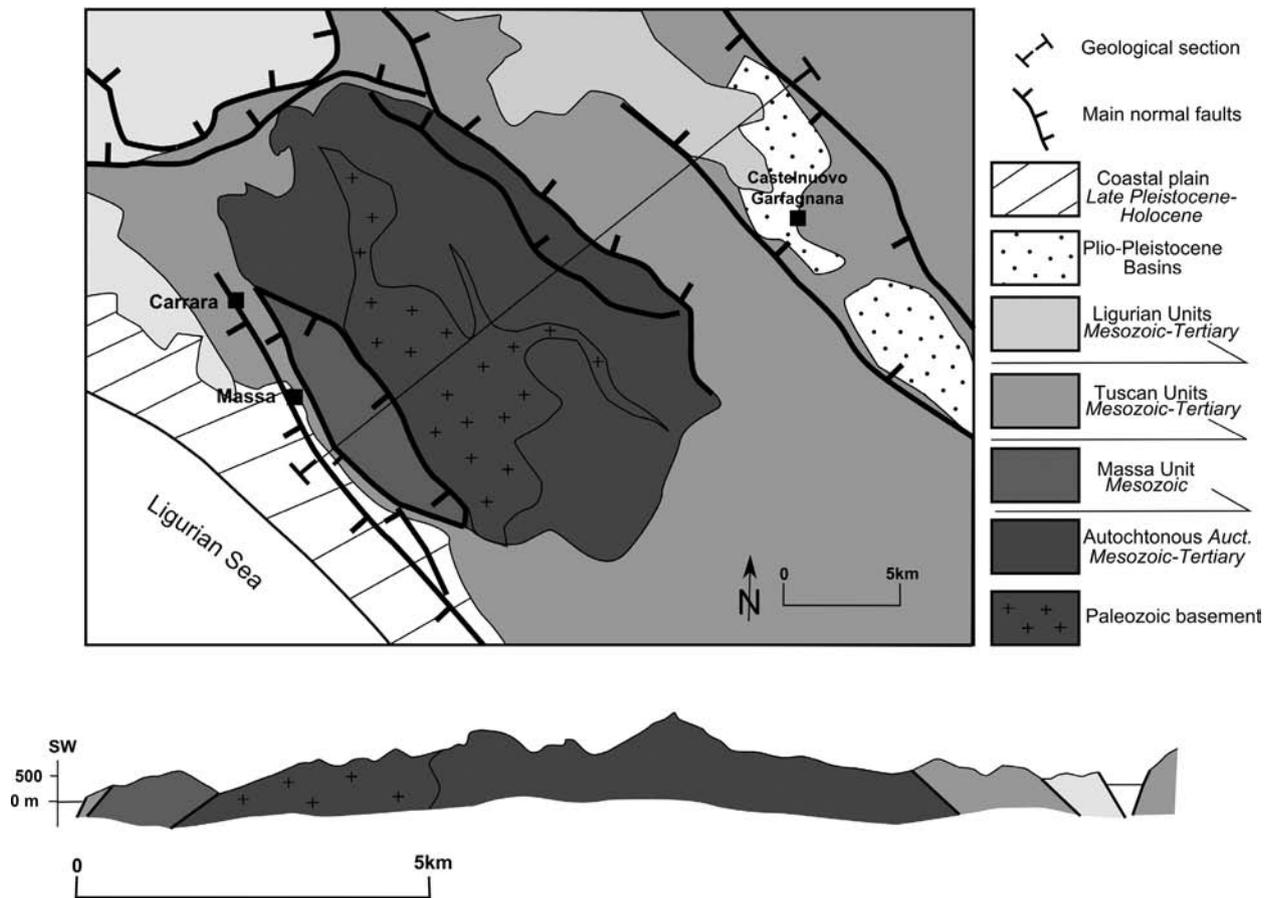 Castelnuovo
Garfagnana
Carrara
Massa
Ligurian Sea
N
0
5km
Geological section
Main normal faults
Coastal plain
Late Pleistocene-
Holocene
Plio-Pleistocene
Basins
Ligurian Units
Mesozoic-Tertiary
Tuscan Units
Mesozoic-Tertiary
Massa Unit
Mesozoic
Autochtonous Auct.
Mesozoic-Tertiary
Paleozoic basement
SW
500
0 m
0
5km